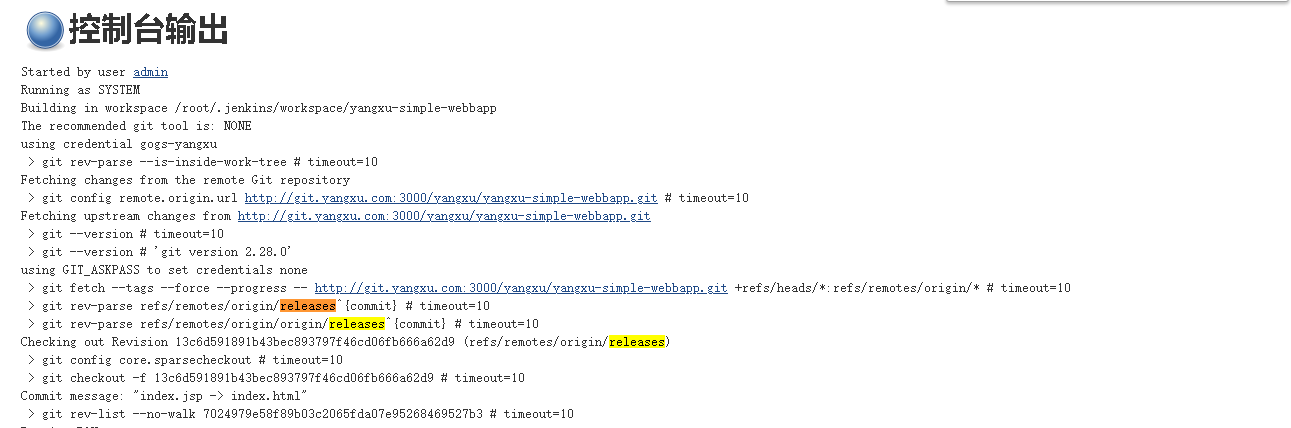 控制台输出
Started by user admin
Running as SYSTEM
Building in workspace /root/.jenkins/workspace/yangxu-simple-webbapp
The recommended git tool is: NONE
using credential gogs-yangxu
> git rev-parse --is-inside-work-tree # timeout=10
Fetching changes from the remote Git repository
> git config remote.origin.url http://git.yangxu.com:3000/yangxu/yangxu-simple-webbapp.git # timeout=10
Fetching upstream changes from http://git.yangxu.com:3000/yangxu/yangxu-simple-webbapp.git
> git --version # timeout=10
> git --version # 'git version 2.28.0'
using GIT_ASKPASS to set credentials none
> git fetch --tags --force --progress -- http://git.yangxu.com:3000/yangxu/yangxu-simple-webbapp.git +refs/heads/*:refs/remotes/origin/* # timeout=10
> git rev-parse refs/remotes/origin/releases^{commit} # timeout=10
> git rev-parse refs/remotes/origin/origin/releases^{commit} # timeout=10
Checking out Revision 13c6d591891b43bec893797f46cd06fb666a62d9 (refs/remotes/origin/releases)
> git config core.sparsecheckout # timeout=10
> git checkout -f 13c6d591891b43bec893797f46cd06fb666a62d9 # timeout=10
Commit message: "index.jsp -> index.html"
> git rev-list --no-walk 7024979e58f89b03c2065fda07e95268469527b3 # timeout=10